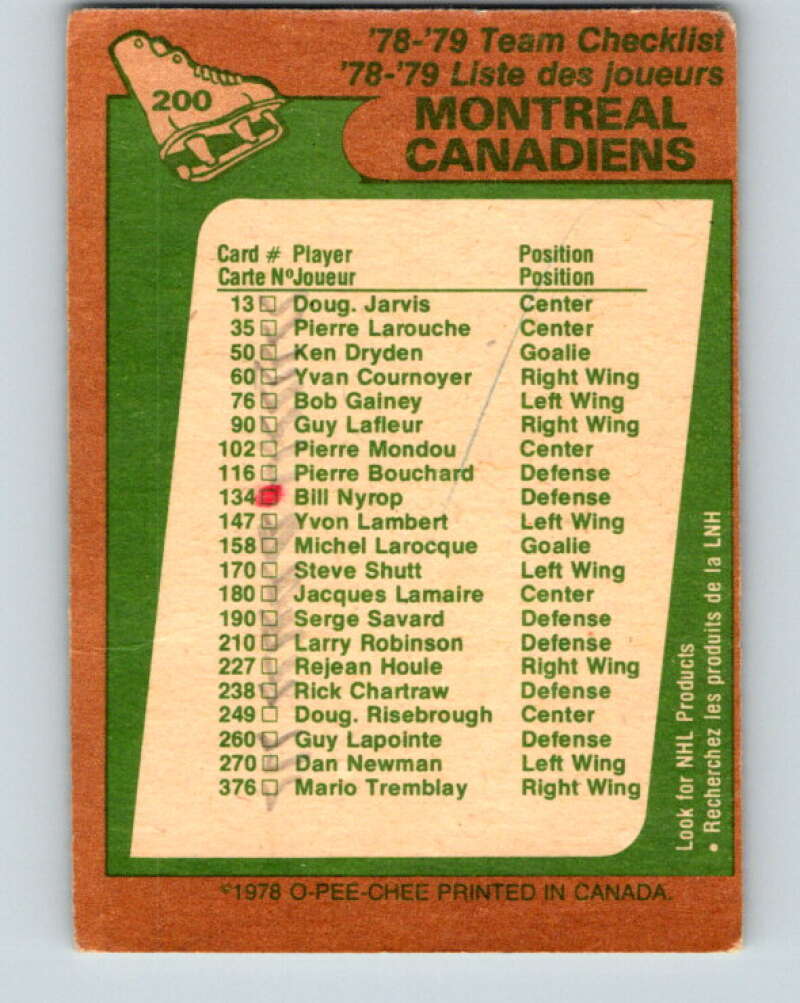 200
'78-'79 Team Checklist
'78-'79 Liste des joueurs
MONTREAL
CANADIENS
Card # Player Position
Carte Nº Joueur Position
13 □ Doug. Jarvis Center
35 □ Pierre Larouche Center
50 □ Ken Dryden Goalie
60 □ Yvan Cournoyer Right Wing
76 □ Bob Gainey Left Wing
90 □ Guy Lafleur Right Wing
102 □ Pierre Mondou Center
116 □ Pierre Bouchard Defense
134 □ Bill Nyrop Defense
147 □ Yvon Lambert Left Wing
158 □ Michel Larocque Goalie
170 □ Steve Shutt Left Wing
180 □ Jacques Lamaire Center
190 □ Serge Savard Defense
210 □ Larry Robinson Defense
227 □ Rejean Houle Right Wing
238 □ Rick Chartraw Defense
249 □ Doug. Risebrough Center
260 □ Guy Lapointe Defense
270 □ Dan Newman Left Wing
376 □ Mario Tremblay Right Wing
Look for NHL Products
• Recherchez les produits de la LNH
©1978 O-PEE-CHEE PRINTED IN CANADA.